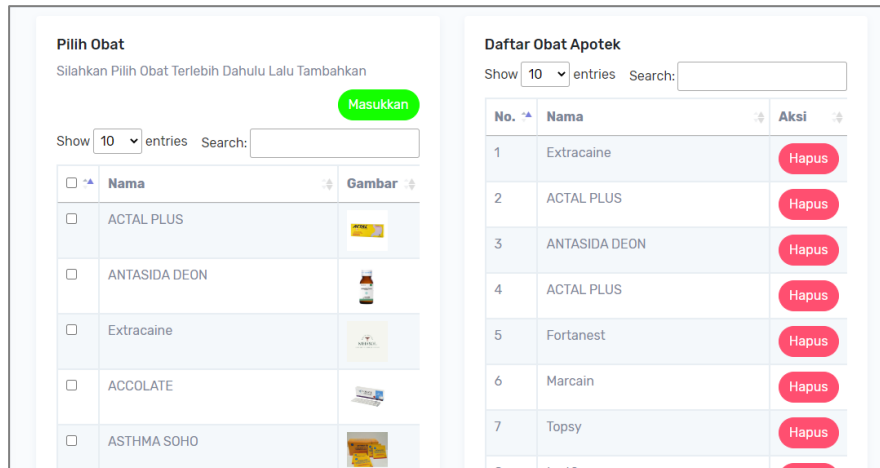 Pilih Obat
Silahkan Pilih Obat Terlebih Dahulu Lalu Tambahkan
Masukkan
Show 10 entries Search:
Nama Gambar
ACTAL PLUS
ANTASIDA DEON
Extracaine
ACCOLATE
ASTHMA SOHO
Daftar Obat Apotek
Show 10 entries Search:
No. Nama Aksi
1 Extracaine Hapus
2 ACTAL PLUS Hapus
3 ANTASIDA DEON Hapus
4 ACTAL PLUS Hapus
5 Fortanest Hapus
6 Marcain Hapus
7 Topsy Hapus